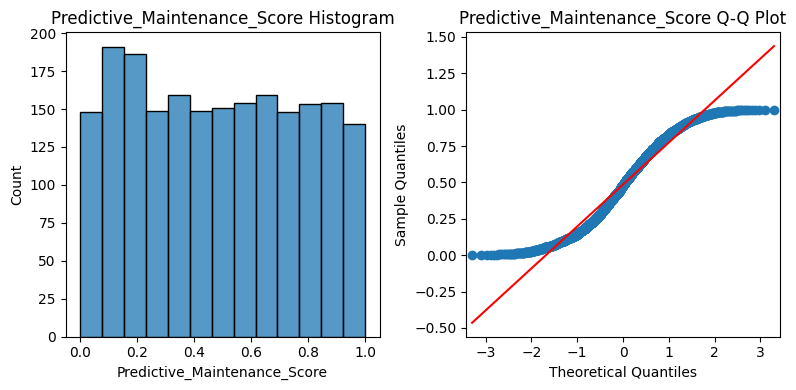 Predictive_Maintenance_Score Histogram
200
175
150
125
100
75
50
25
0
Count
0.0 0.2 0.4 0.6 0.8 1.0
Predictive_Maintenance_Score
Predictive_Maintenance_Score Q-Q Plot
1.50
1.25
1.00
0.75
0.50
0.25
0.00
−0.25
−0.50
Sample Quantiles
−3 −2 −1 0 1 2 3
Theoretical Quantiles